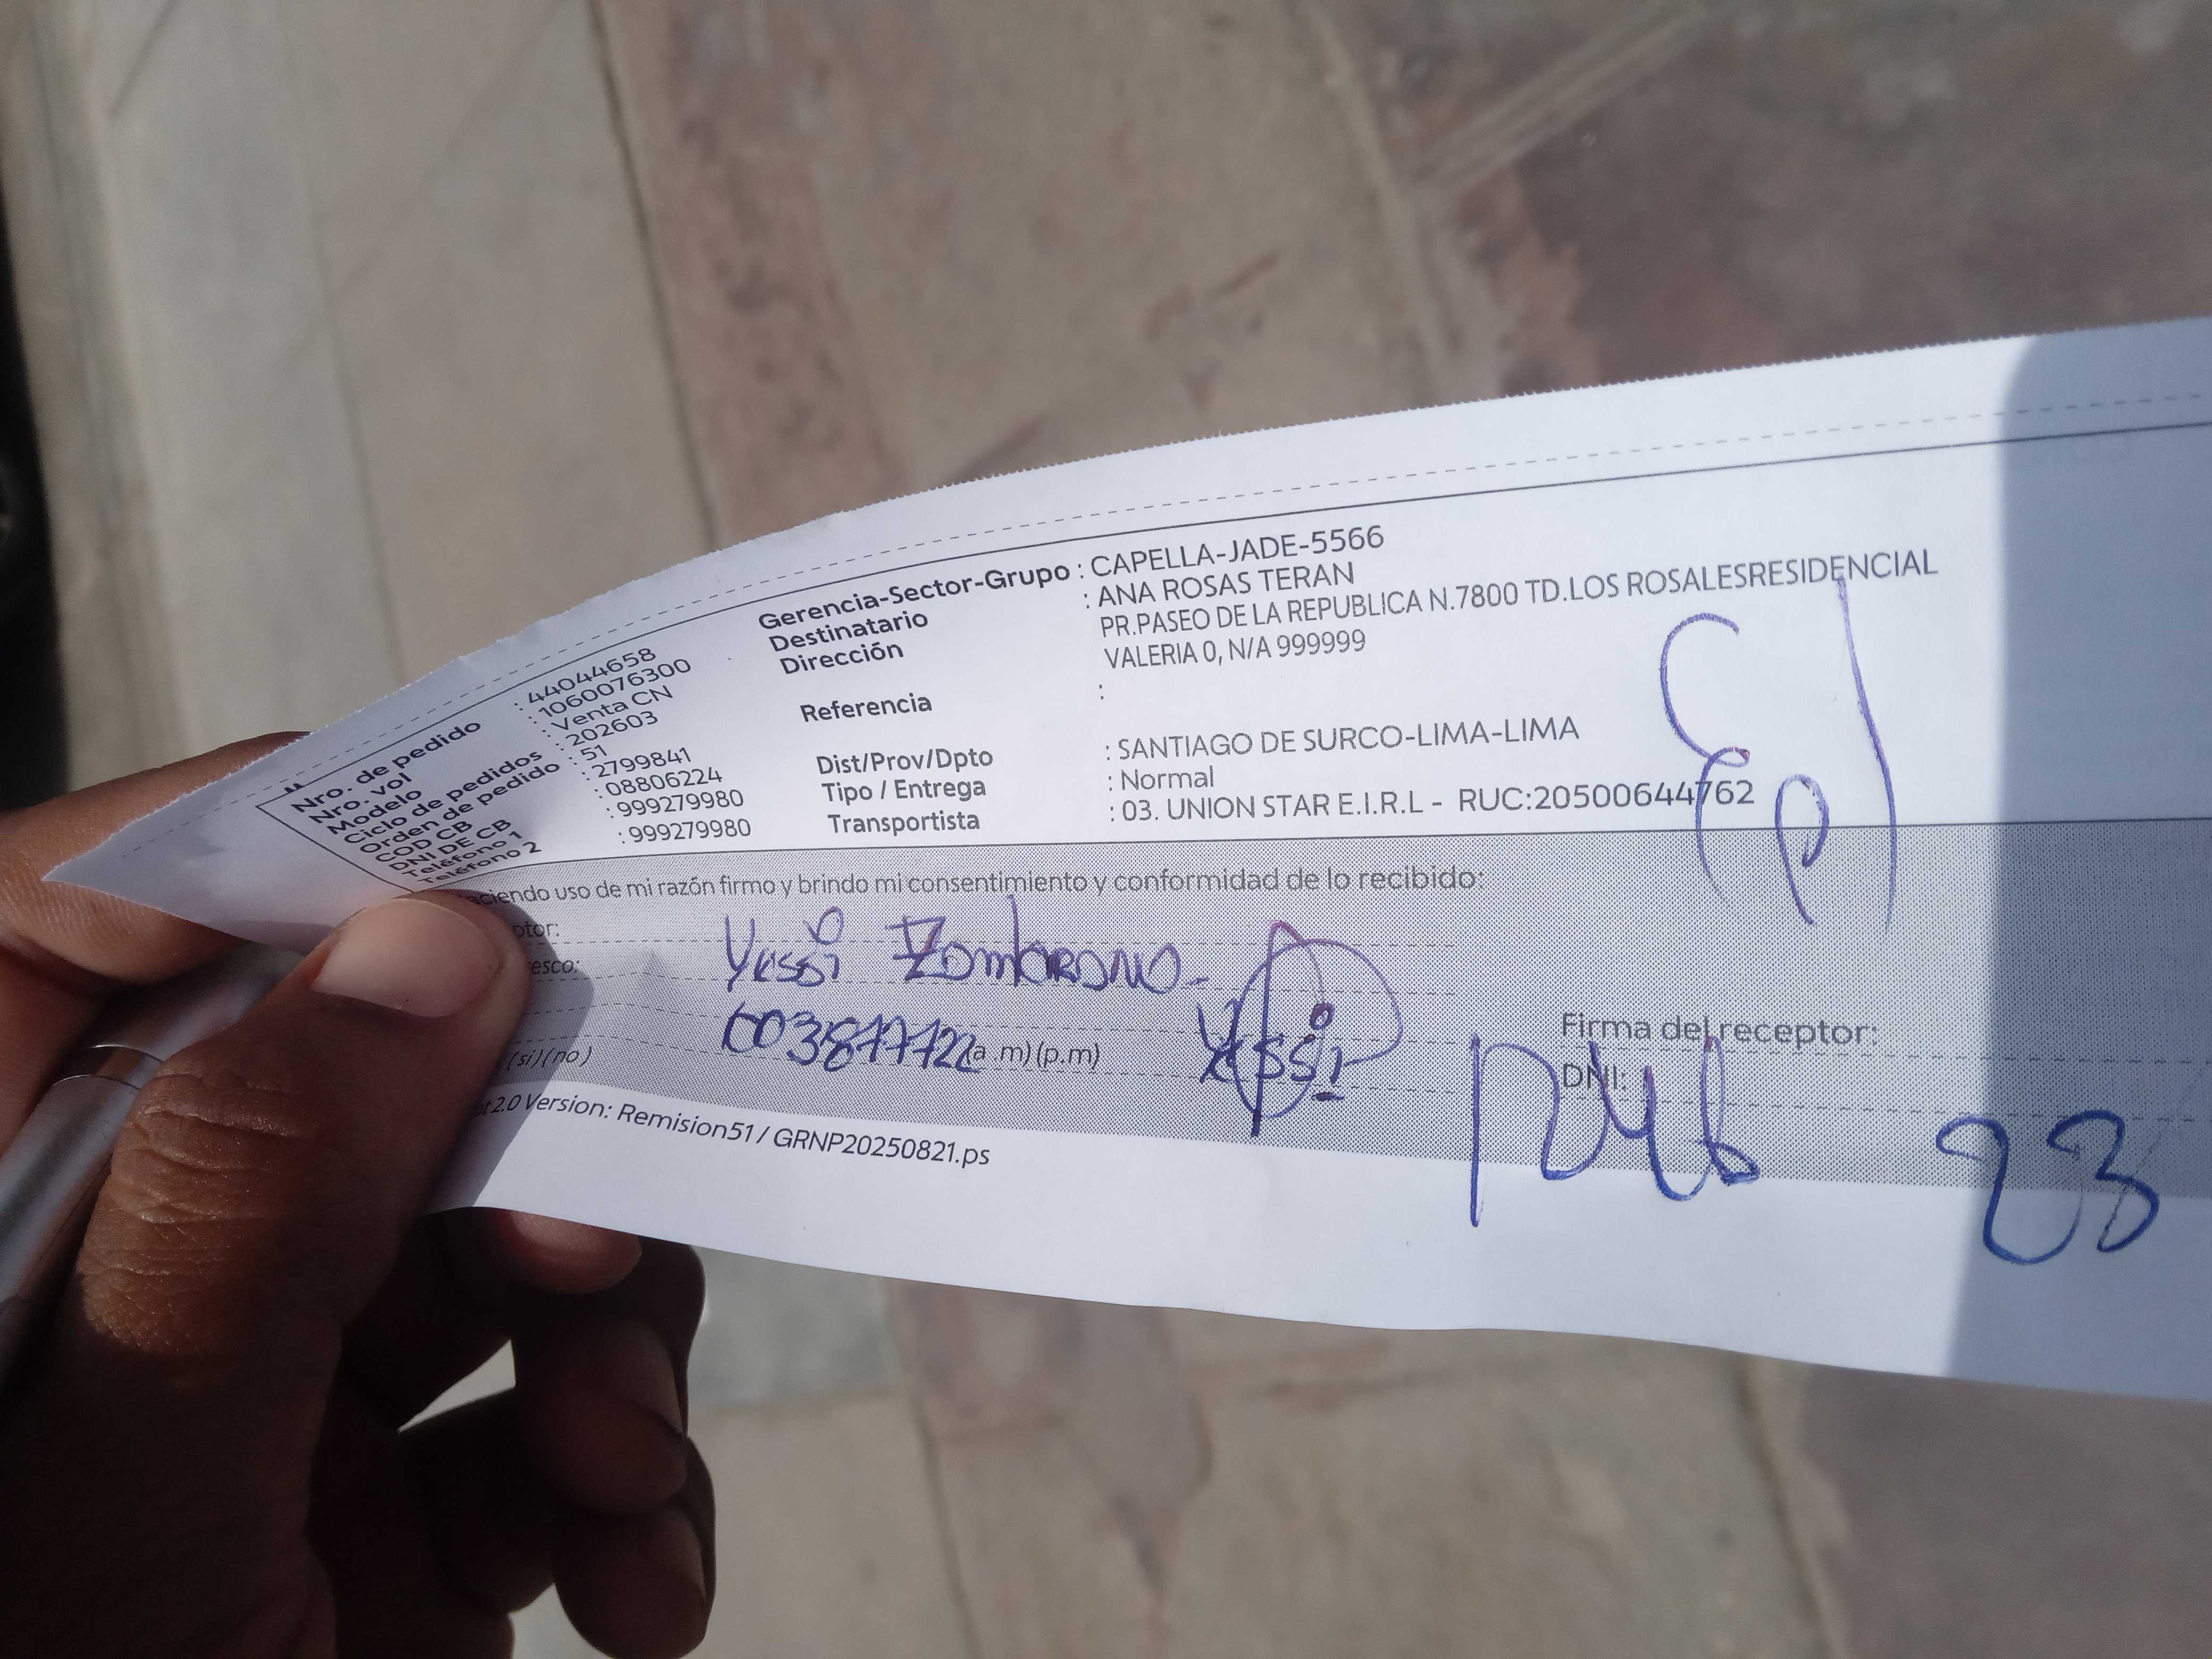 Nro. de pedido : 44044658
Nro. vol : 1060076300
Modelo : Venta CN
Ciclo de pedidos : 202603
Orden de pedido : 51
COD CB : 2799841
DNI DE CB : 08806224
Teléfono 1 : 999279980
Teléfono 2 : 999279980
Gerencia-Sector-Grupo : CAPELLA-JADE-5566
Destinatario : ANA ROSAS TERAN
Dirección PR.PASEO DE LA REPUBLICA N.7800 TD.LOS ROSALESRESIDENCIAL
VALERIA 0, N/A 999999
Referencia :
Dist/Prov/Dpto : SANTIAGO DE SURCO-LIMA-LIMA
Tipo / Entrega : Normal
Transportista : 03. UNION STAR E.I.R.L - RUC:20500644762
uso de mi razón firmo y brindo mi consentimiento y conformidad de lo recibido:
Yessi Zambrano
(si)(no) (a.m)(p.m) Yessi
Firma del receptor:
DNI:
23
2.0 Version: Remision51 / GRNP20250821.ps